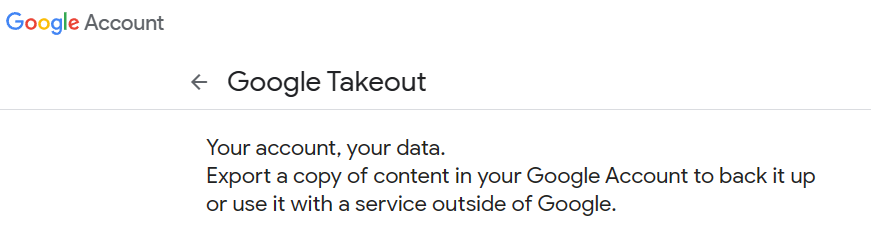 Google Account
Google Takeout
Your account, your data.
Export a copy of content in your Google Account to back it up
or use it with a service outside of Google.